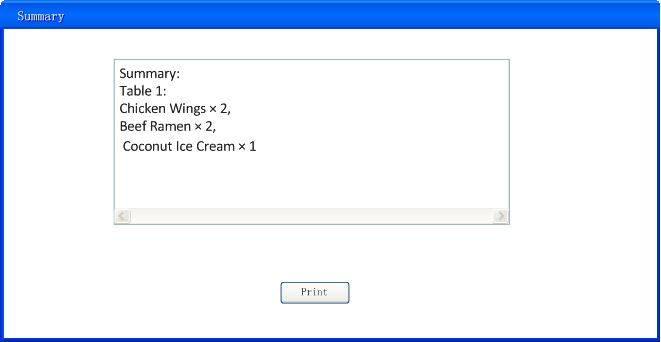 Summary
Summary:
Table 1:
Chicken Wings × 2,
Beef Ramen × 2,
Coconut Ice Cream × 1
Print